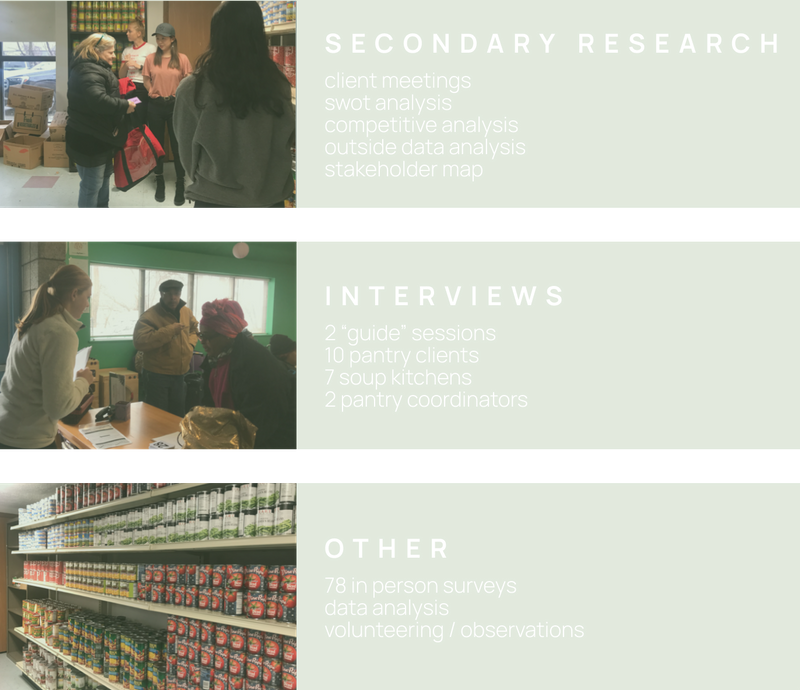 SECONDARY RESEARCH
client meetings
swot analysis
competitive analysis
outside data analysis
stakeholder map
INTERVIEWS
2 “guide” sessions
10 pantry clients
7 soup kitchens
2 pantry coordinators
OTHER
78 in person surveys
data analysis
volunteering / observations